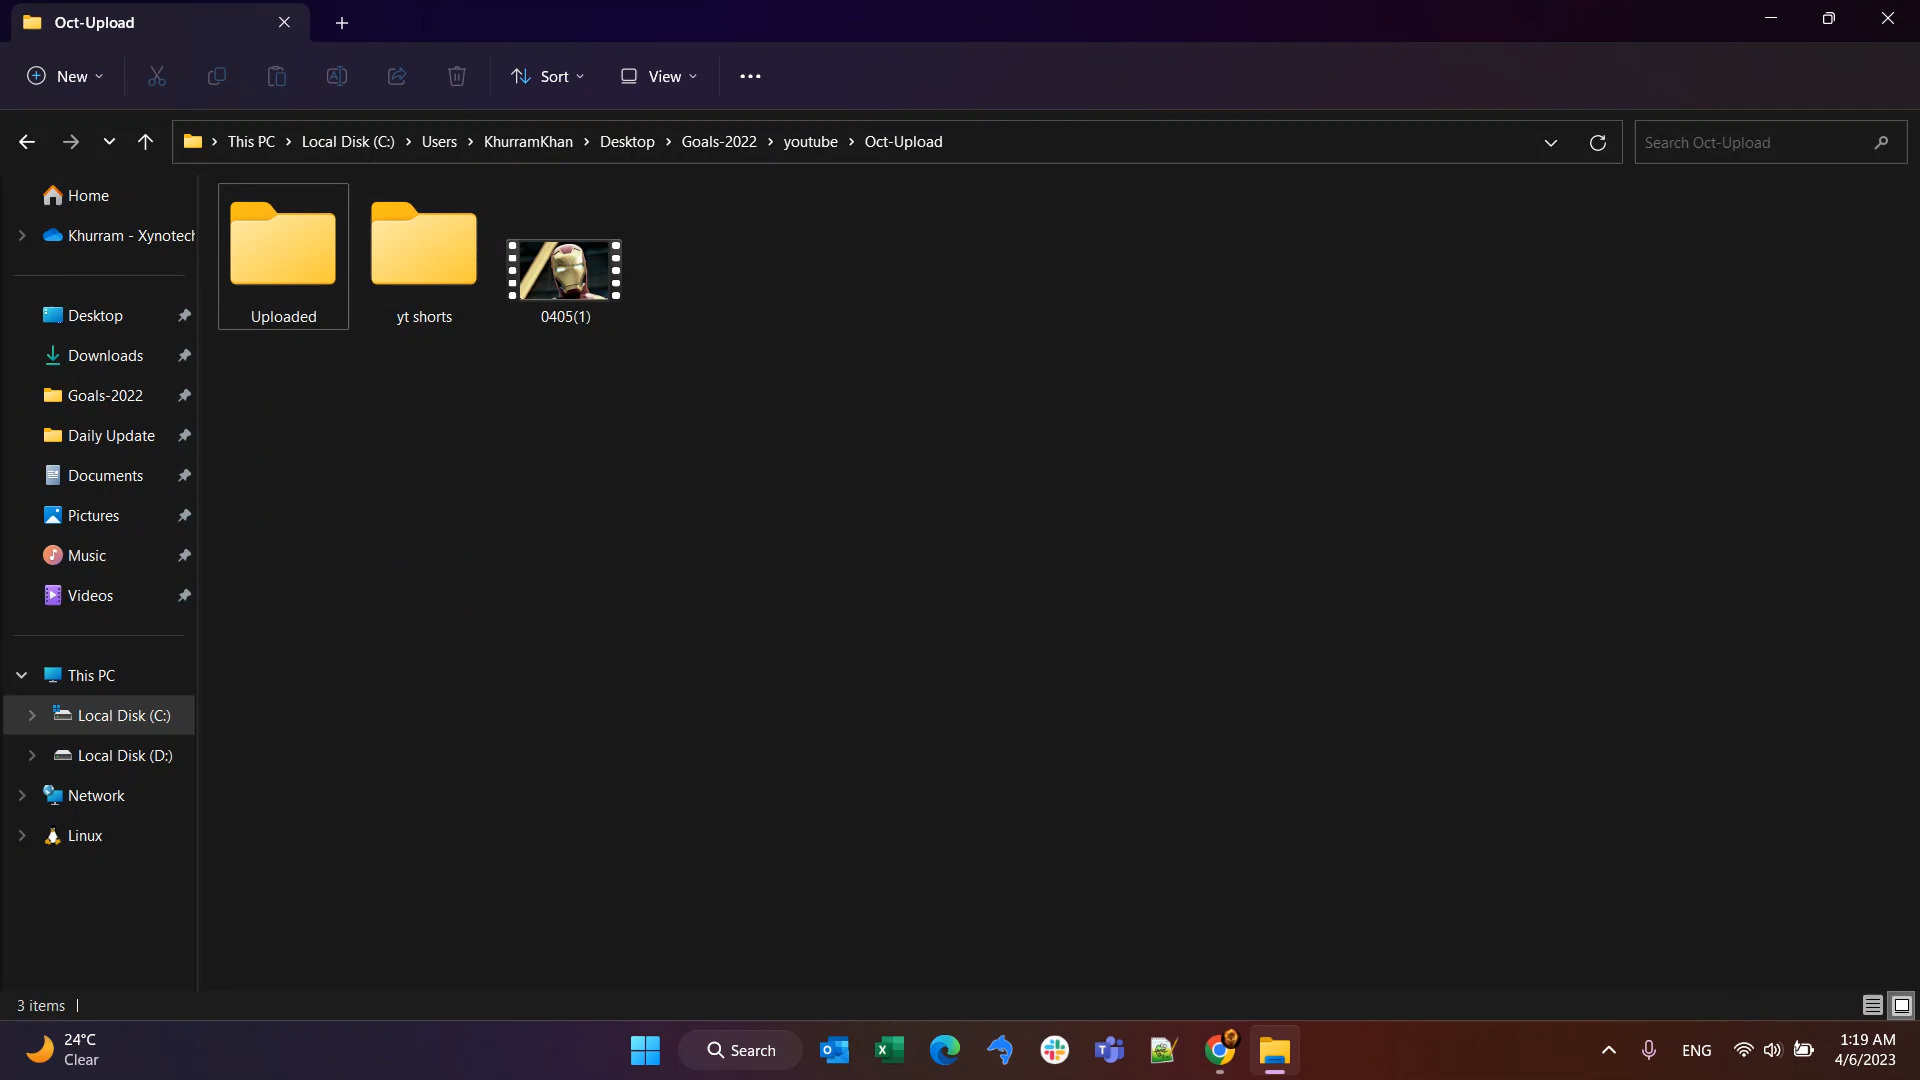 Oct-Upload
New
Sort
View
This PC
Local Disk (C:)
Users
KhurramKhan
Desktop
Goals-2022
youtube
Oct-Upload
Search Oct-Upload
Home
Khurram - Xynotech
Desktop
Downloads
Goals-2022
Daily Update
Documents
Pictures
Music
Videos
This PC
Local Disk (C:)
Local Disk (D:)
Network
Linux
Uploaded
yt shorts
0405(1)
3 items
24°C
Clear
Search
ENG
1:19 AM
4/6/2023